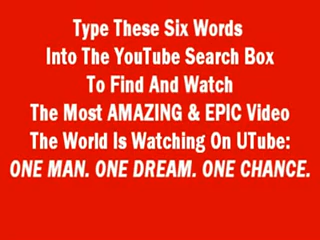 Type These Six Words
Into The YouTube Search Box
To Find And Watch
The Most AMAZING & EPIC Video
The World Is Watching On UTube:
ONE MAN. ONE DREAM. ONE CHANCE.